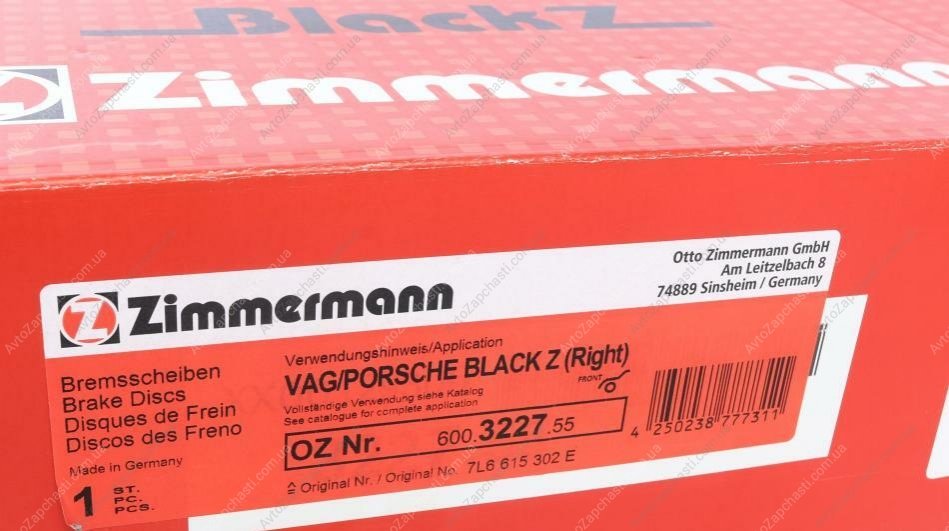 BlackZ
Zimmermann
Otto Zimmermann GmbH
Am Leitzelbach 8
74889 Sinsheim / Germany
Z Zimmermann
Bremsscheiben
Brake Discs
Disques de Frein
Discos des Freno
Made in Germany
1 ST.
PC.
PCS.
Verwendungshinweis/Application
VAG/PORSCHE BLACK Z (Right)
FRONT
Vollständige Verwendung siehe Katalog
See catalogue for complete application
OZ Nr. 600.3227.55
≙ Original Nr. / Original No. 7L6 615 302 E
4 250238 777311
AvtoZapchasti.com.ua